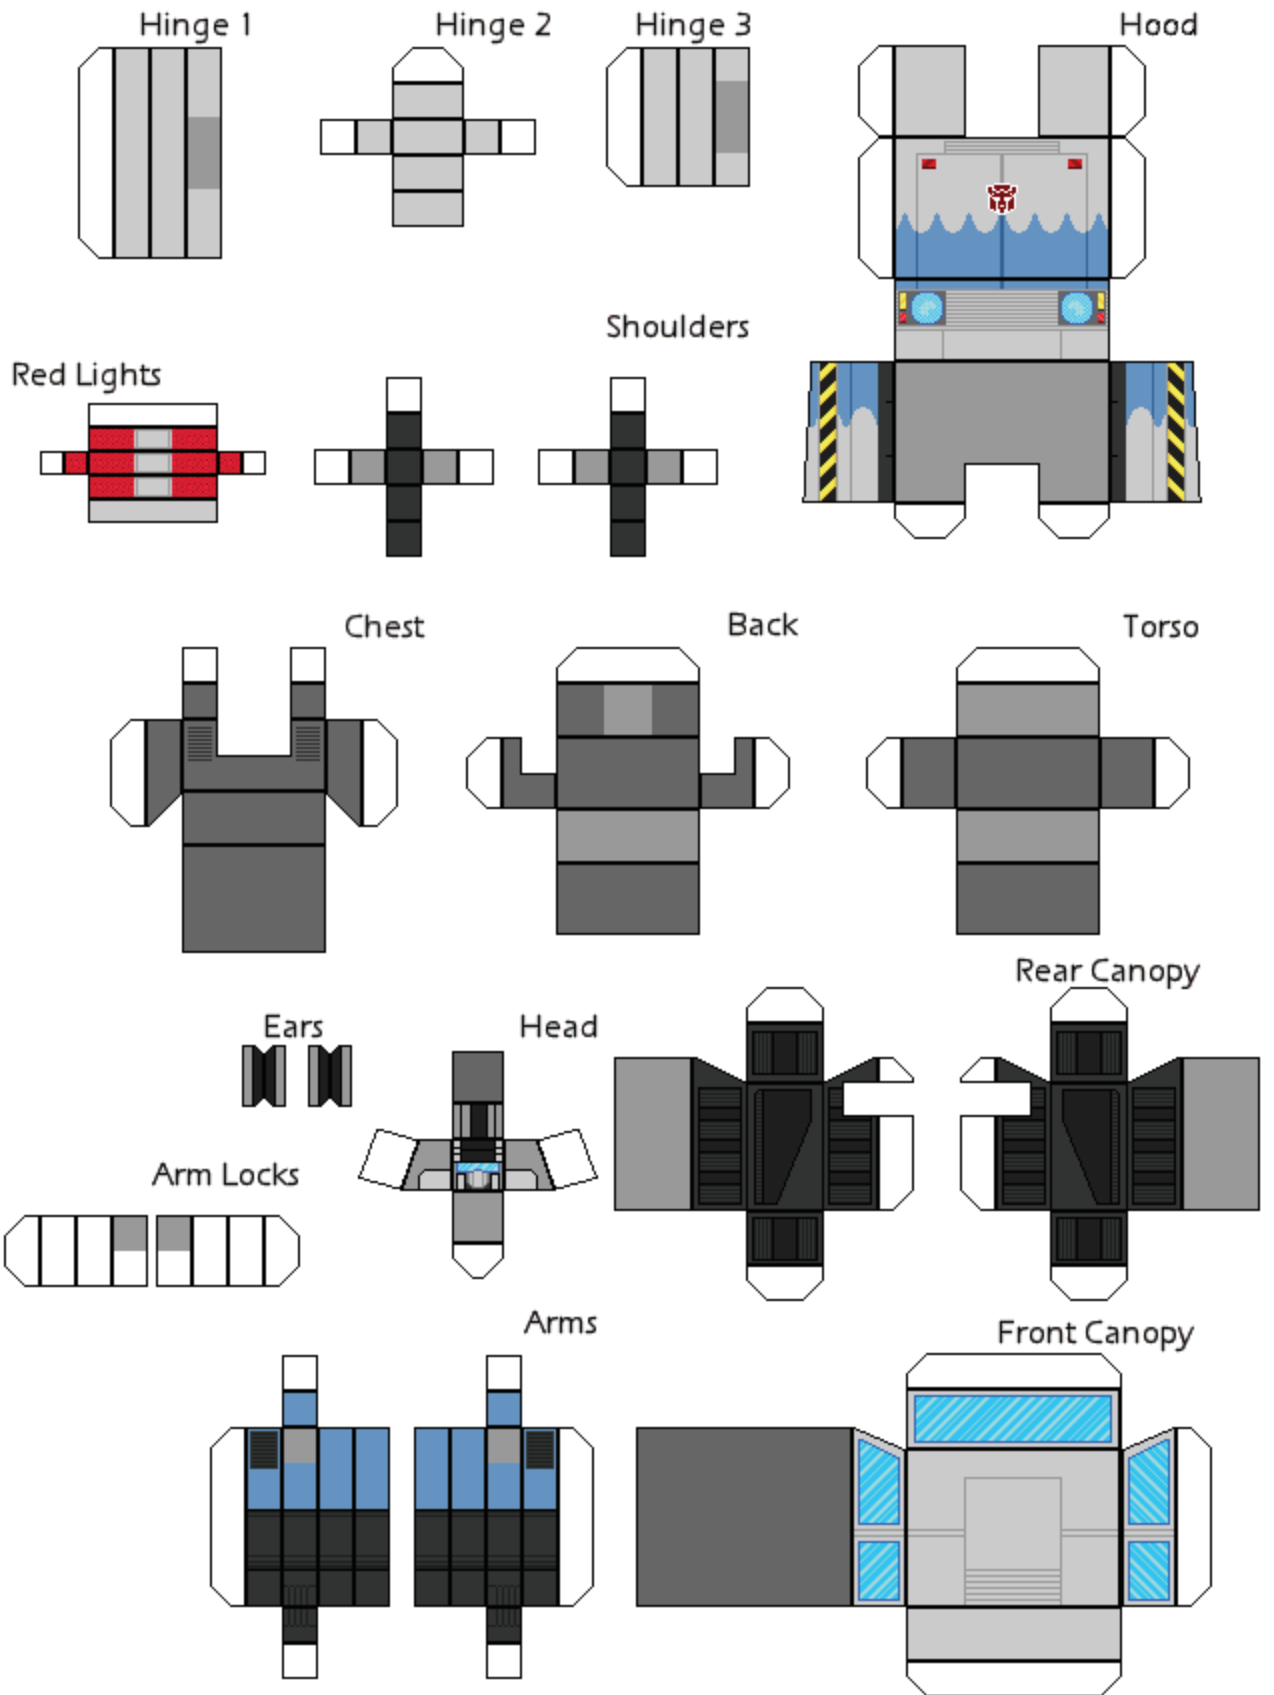 Hinge 1
Hinge 2
Hinge 3
Hood
Shoulders
Red Lights
Chest
Back
Torso
Rear Canopy
Ears
Head
Arm Locks
Arms
Front Canopy